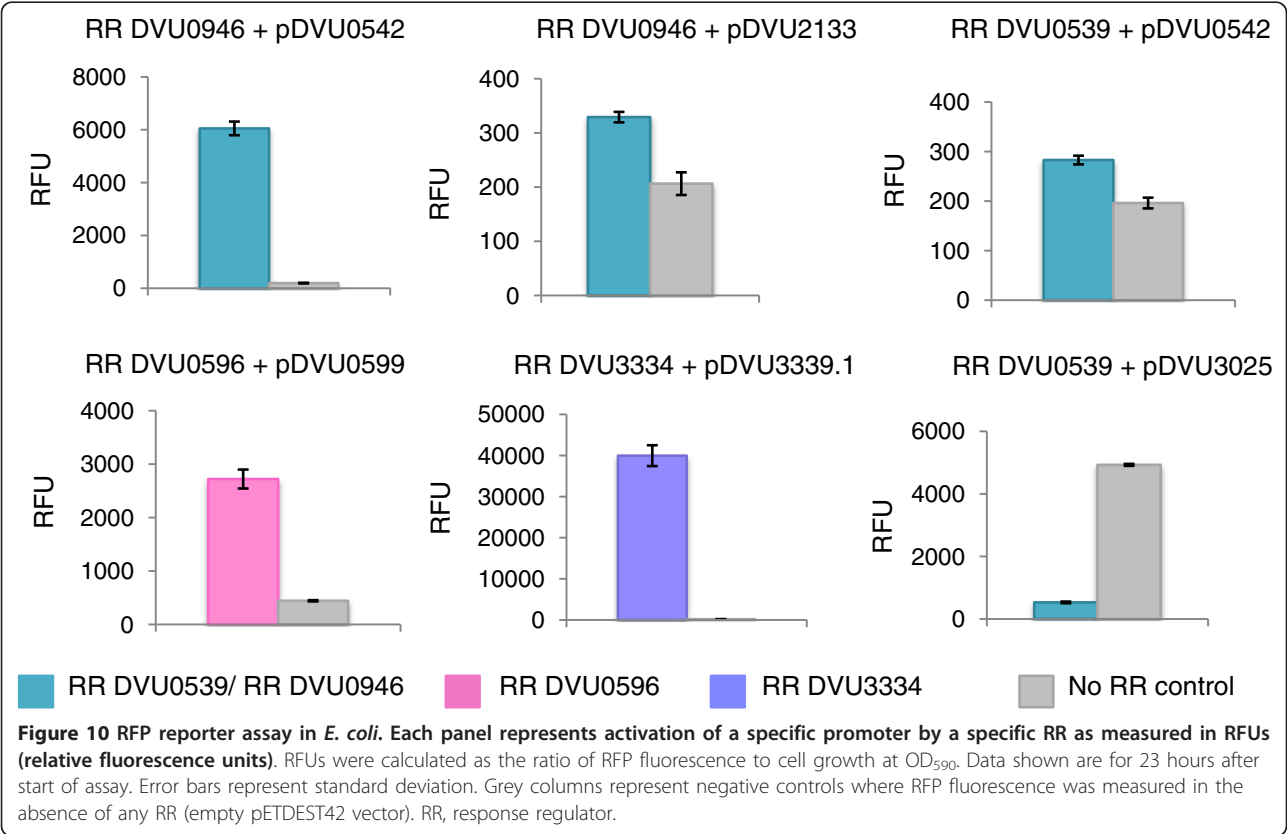 RR DVU0946 + pDVU0542
8000
6000
4000
2000
0
RFU
RR DVU0946 + pDVU2133
400
300
200
100
0
RFU
RR DVU0539 + pDVU0542
400
300
200
100
0
RFU
RR DVU0596 + pDVU0599
4000
3000
2000
1000
0
RFU
RR DVU3334 + pDVU3339.1
50000
40000
30000
20000
10000
0
RFU
RR DVU0539 + pDVU3025
6000
4000
2000
0
RFU
RR DVU0539/ RR DVU0946 RR DVU0596 RR DVU3334 No RR control
Figure 10 RFP reporter assay in E. coli. Each panel represents activation of a specific promoter by a specific RR as measured in RFUs
(relative fluorescence units). RFUs were calculated as the ratio of RFP fluorescence to cell growth at OD590. Data shown are for 23 hours after
start of assay. Error bars represent standard deviation. Grey columns represent negative controls where RFP fluorescence was measured in the
absence of any RR (empty pETDEST42 vector). RR, response regulator.